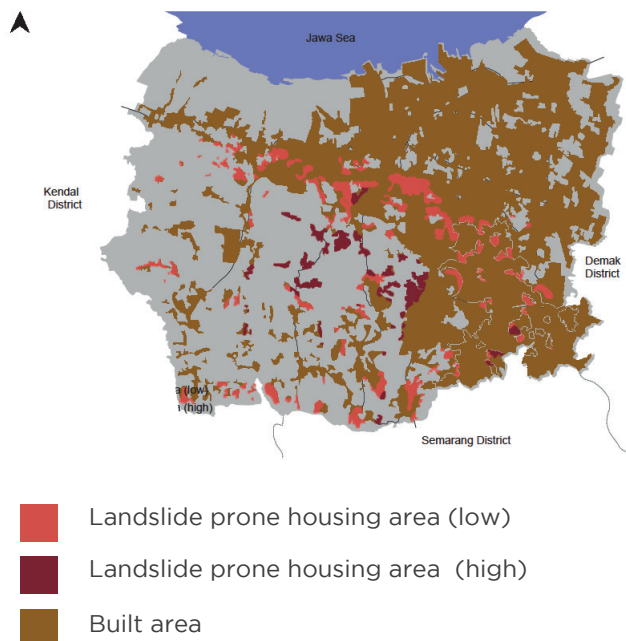 Jawa Sea
Kendal
District
Demak
District
(low)
(high)
Semarang District
Landslide prone housing area (low)
Landslide prone housing area (high)
Built area